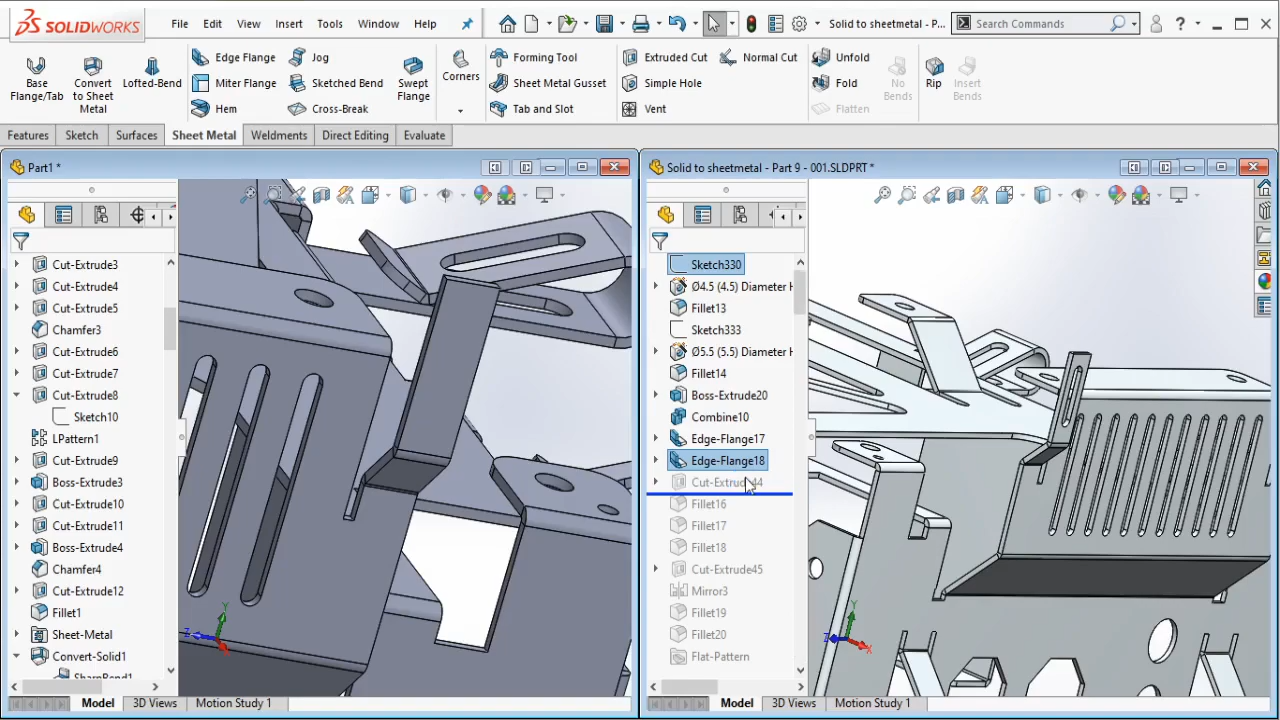 SOLIDWORKS File Edit View Insert Tools Window Help Solid to sheetmetal - P... Search Commands ?
Base Flange/Tab Convert to Sheet Metal Lofted-Bend Edge Flange Jog Swept Flange Corners Forming Tool Extruded Cut Normal Cut Unfold No Bends Rip Insert Bends
Miter Flange Sketched Bend Sheet Metal Gusset Simple Hole Fold
Hem Cross-Break Tab and Slot Vent Flatten
Features Sketch Surfaces Sheet Metal Weldments Direct Editing Evaluate
Part1 *
Cut-Extrude3
Cut-Extrude4
Cut-Extrude5
Chamfer3
Cut-Extrude6
Cut-Extrude7
Cut-Extrude8
Sketch10
LPattern1
Cut-Extrude9
Boss-Extrude3
Cut-Extrude10
Cut-Extrude11
Boss-Extrude4
Chamfer4
Cut-Extrude12
Fillet1
Sheet-Metal
Convert-Solid1
SharpBend1
Y
Z
X
Model 3D Views Motion Study 1
Solid to sheetmetal - Part 9 - 001.SLDPRT *
Sketch330
Ø4.5 (4.5) Diameter H
Fillet13
Sketch333
Ø5.5 (5.5) Diameter H
Fillet14
Boss-Extrude20
Combine10
Edge-Flange17
Edge-Flange18
Cut-Extrude44
Fillet16
Fillet17
Fillet18
Cut-Extrude45
Mirror3
Fillet19
Fillet20
Flat-Pattern
Y
Z
X
Model 3D Views Motion Study 1